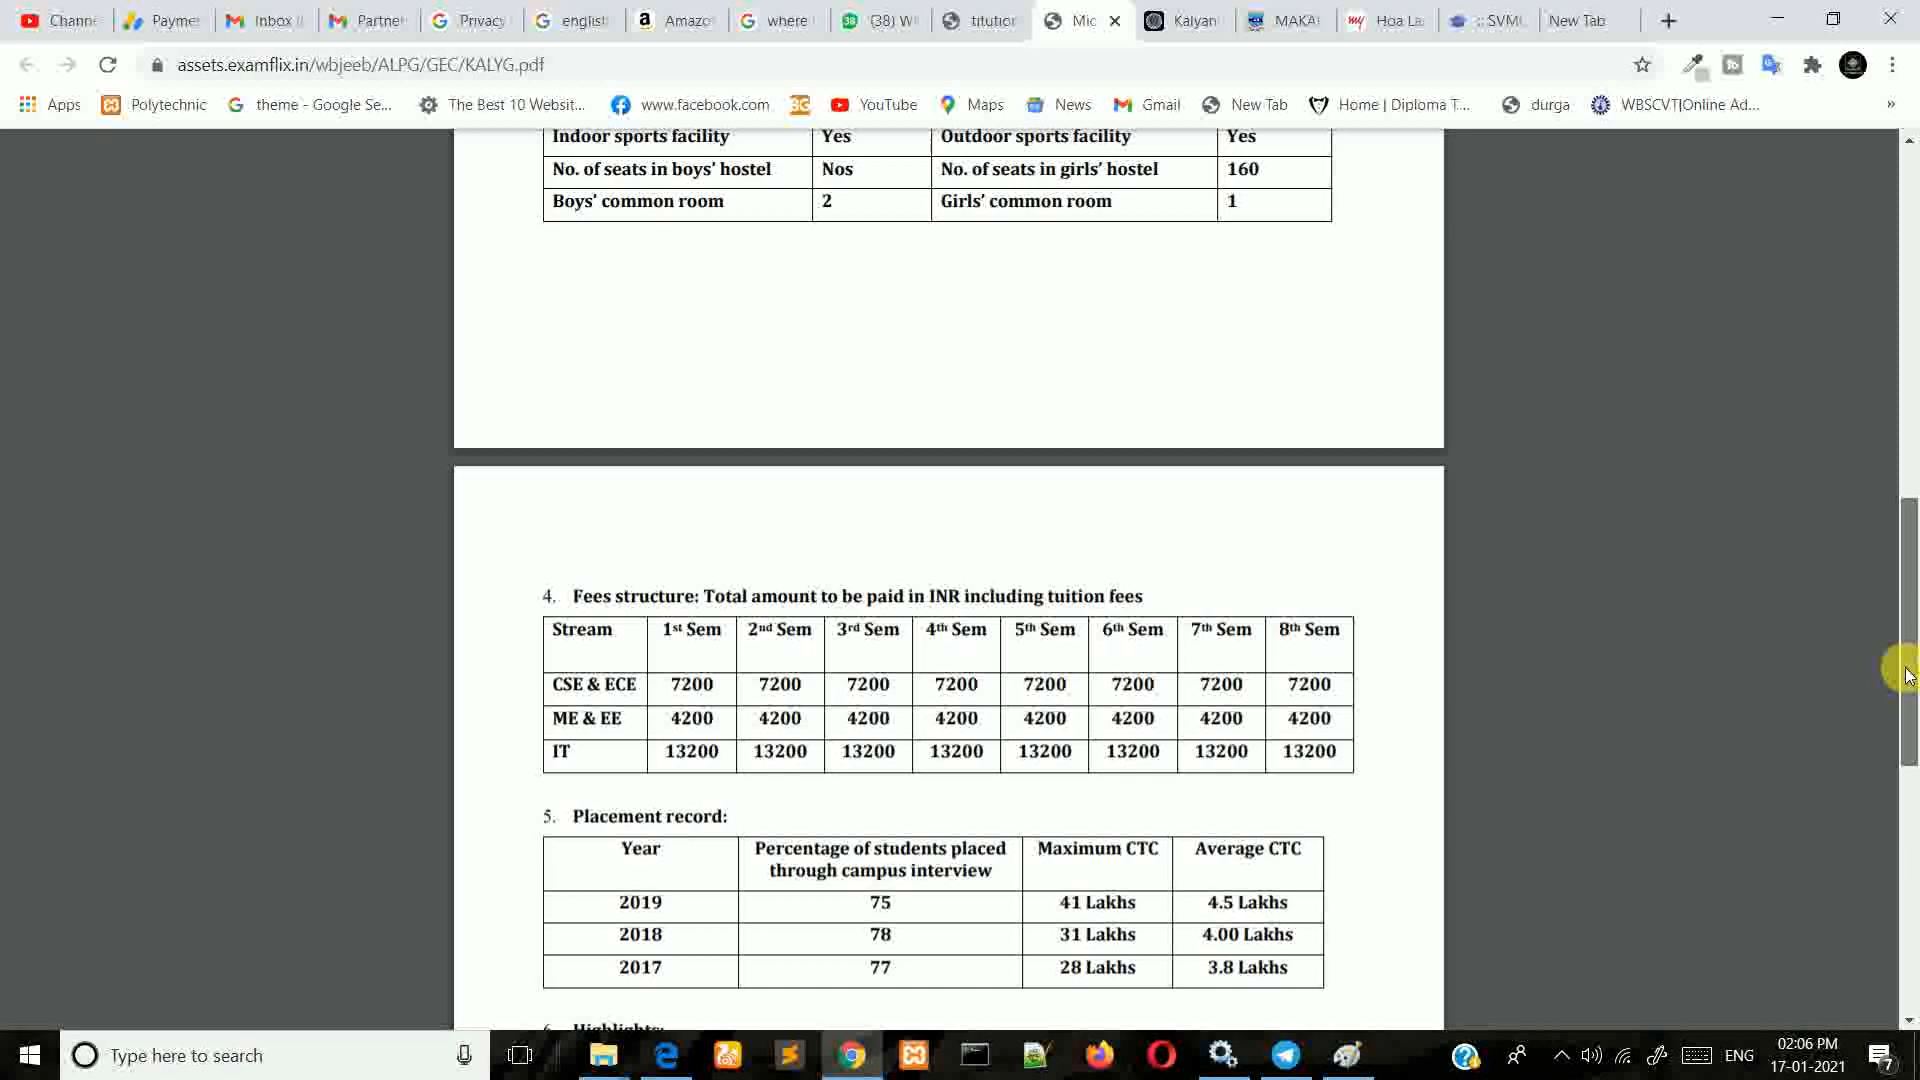 Channe Payme Inbox ( Partner Privacy english Amazo where (38) W titution Mic Kalyan MAKA Hoa La :: SVM New Tab
assets.examflix.in/wbjeeb/ALPG/GEC/KALYG.pdf
Apps Polytechnic theme - Google Se... The Best 10 Websit... www.facebook.com YouTube Maps News Gmail New Tab Home | Diploma T... durga WBSCVT|Online Ad... »
Indoor sports facility Yes Outdoor sports facility Yes
No. of seats in boys' hostel Nos No. of seats in girls' hostel 160
Boys' common room 2 Girls' common room 1
4. Fees structure: Total amount to be paid in INR including tuition fees
Stream 1st Sem 2nd Sem 3rd Sem 4th Sem 5th Sem 6th Sem 7th Sem 8th Sem
CSE & ECE 7200 7200 7200 7200 7200 7200 7200 7200
ME & EE 4200 4200 4200 4200 4200 4200 4200 4200
IT 13200 13200 13200 13200 13200 13200 13200 13200
5. Placement record:
Year Percentage of students placed Maximum CTC Average CTC
through campus interview
2019 75 41 Lakhs 4.5 Lakhs
2018 78 31 Lakhs 4.00 Lakhs
2017 77 28 Lakhs 3.8 Lakhs
6. Highlights:
Type here to search ENG 02:06 PM
17-01-2021 7